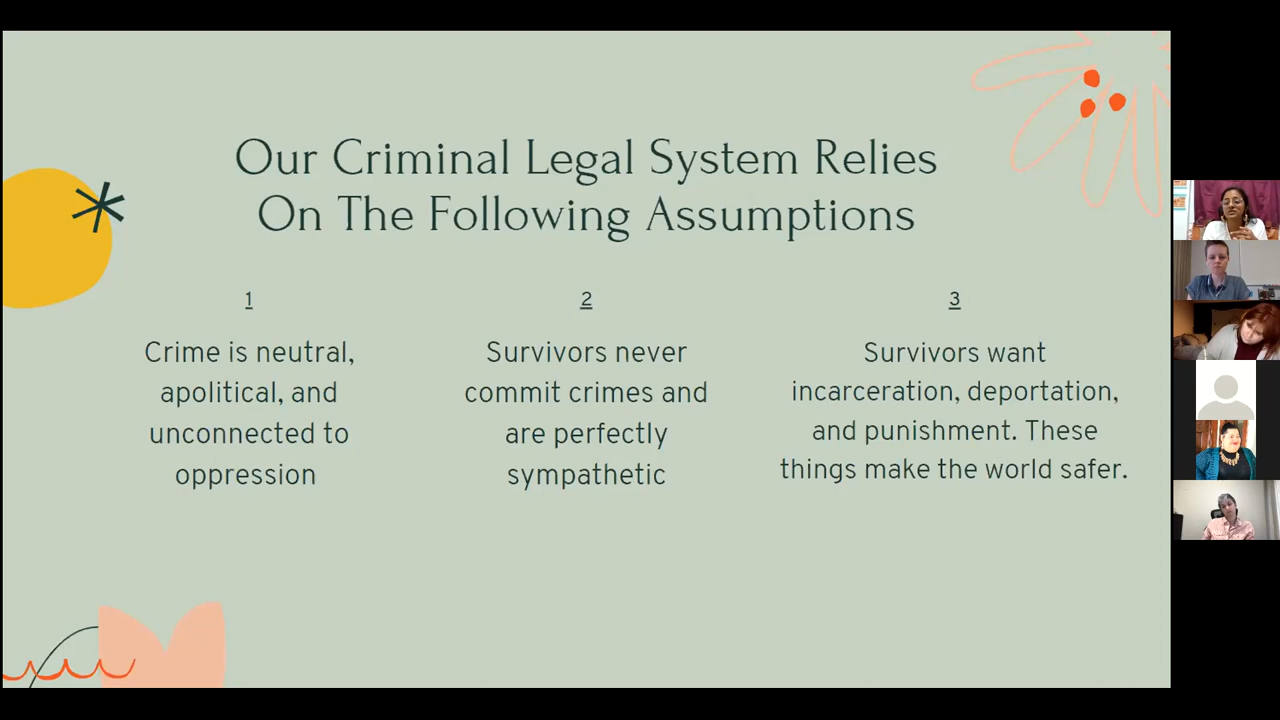 Our Criminal Legal System Relies
On The Following Assumptions
1
Crime is neutral,
apolitical, and
unconnected to
oppression
2
Survivors never
commit crimes and
are perfectly
sympathetic
3
Survivors want
incarceration, deportation,
and punishment. These
things make the world safer.